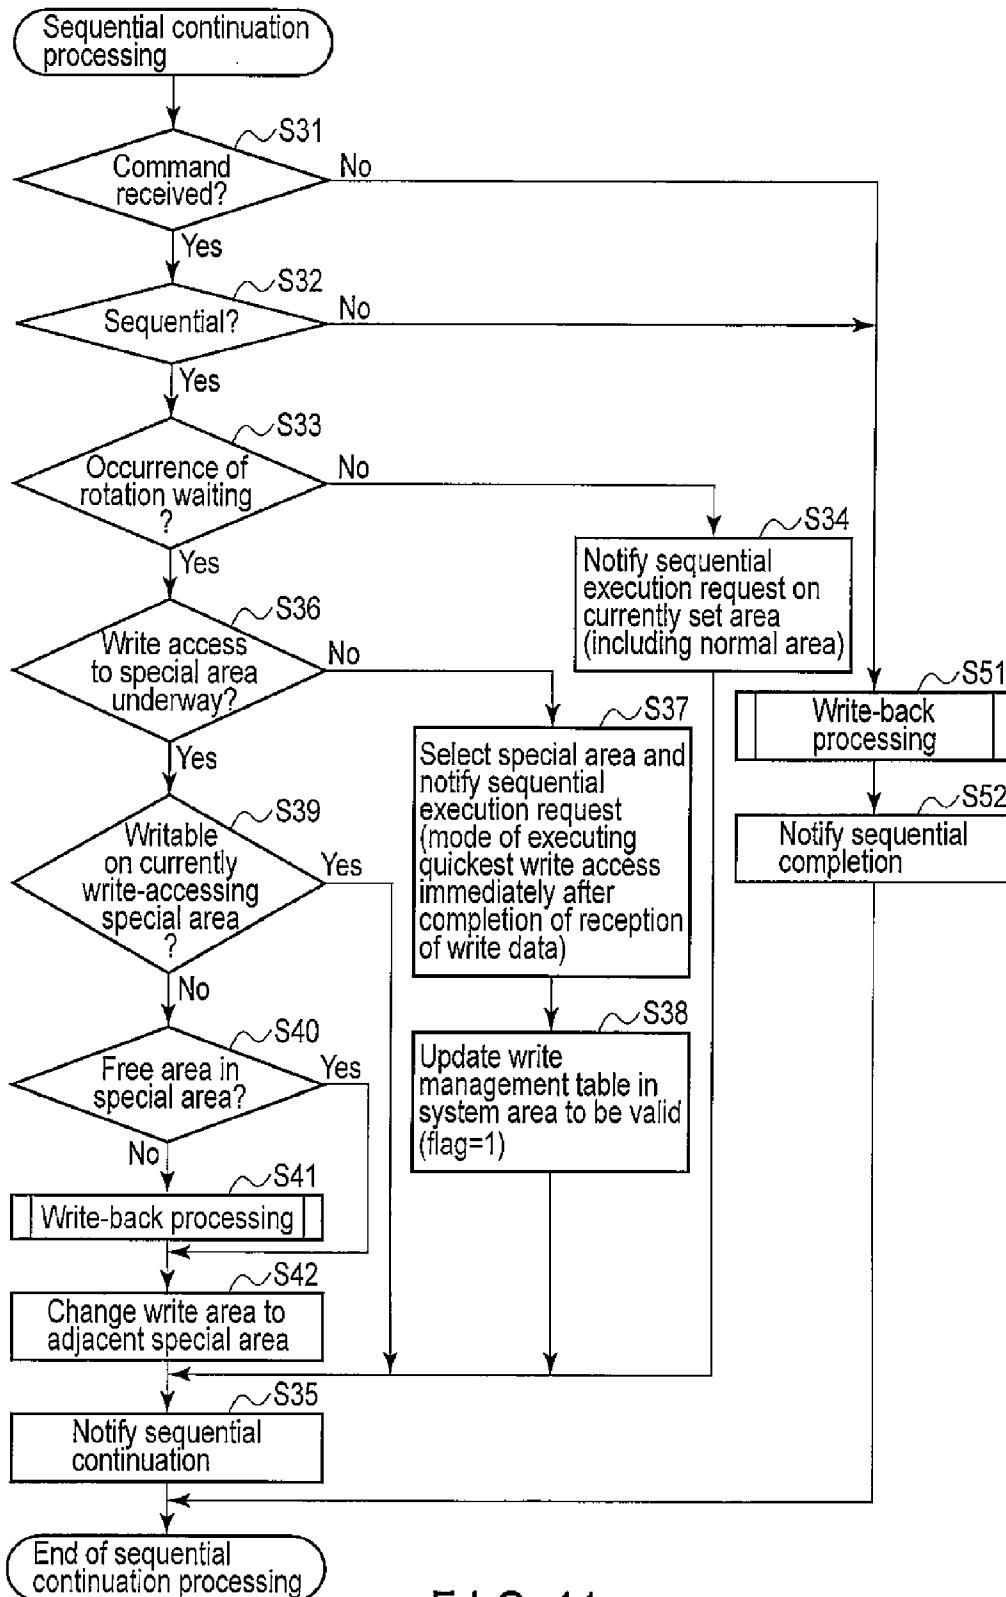 Sequential continuation
processing
S31
Command
received?
No
Yes
S32
Sequential?
No
Yes
S33
Occurrence of
rotation waiting
?
No
Yes
S34
Notify sequential
execution request on
currently set area
(including normal area)
S36
Write access
to special area
underway?
No
Yes
S37
Select special area and
notify sequential
execution request
(mode of executing
quickest write access
immediately after
completion of reception
of write data)
S51
Write-back
processing
S52
Notify sequential
completion
S39
Writable
on currently
write-accessing
special area
?
Yes
No
S38
Update write
management table in
system area to be valid
(flag=1)
S40
Free area in
special area?
Yes
No
S41
Write-back processing
S42
Change write area to
adjacent special area
S35
Notify sequential
continuation
End of sequential
continuation processing